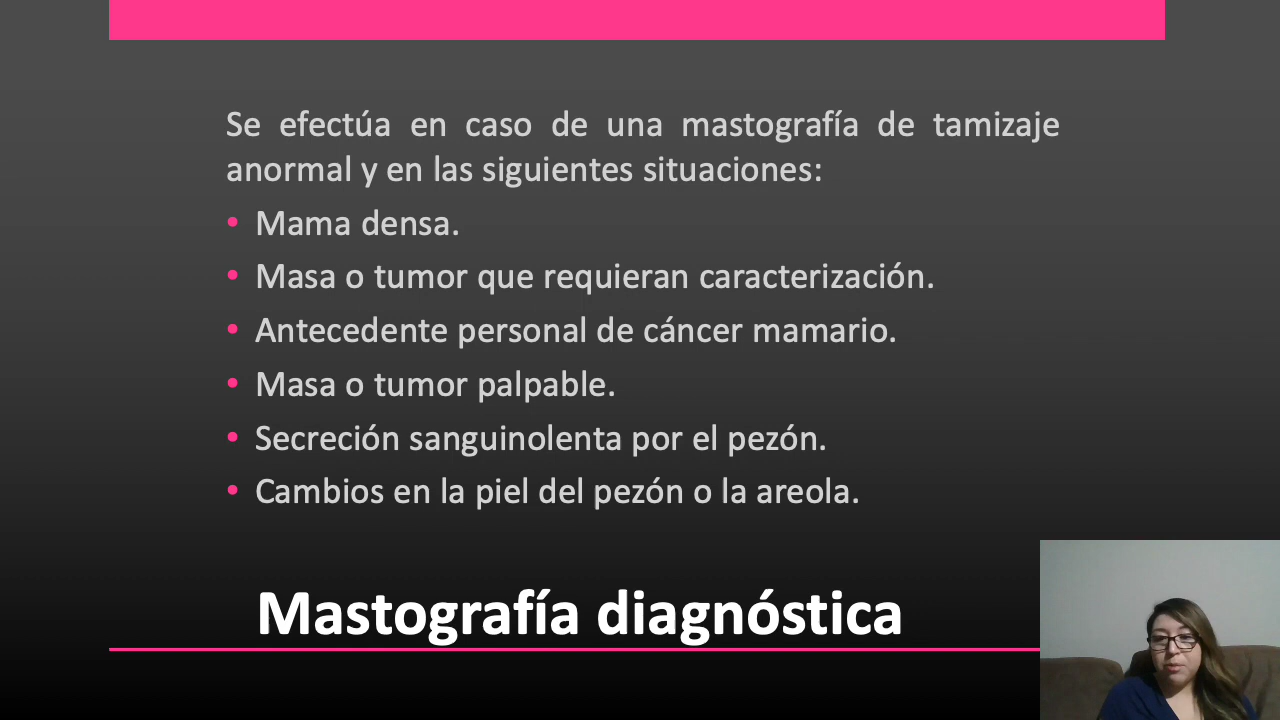 Se efectúa en caso de una mastografía de tamizaje
anormal y en las siguientes situaciones:
• Mama densa.
• Masa o tumor que requieran caracterización.
• Antecedente personal de cáncer mamario.
• Masa o tumor palpable.
• Secreción sanguinolenta por el pezón.
• Cambios en la piel del pezón o la areola.
Mastografía diagnóstica